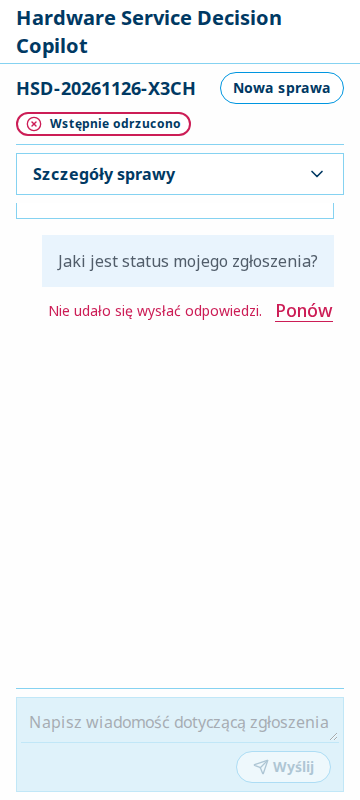 Hardware Service Decision
Copilot
HSD-20261126-X3CH
Nowa sprawa
Wstępnie odrzucono
Szczegóły sprawy
Jaki jest status mojego zgłoszenia?
Nie udało się wysłać odpowiedzi. Ponów
Napisz wiadomość dotyczącą zgłoszenia
Wyślij